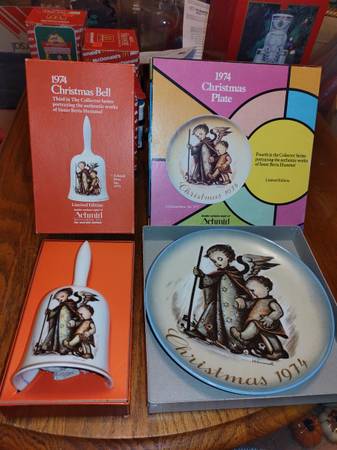 1974
Christmas Bell
Third in The Collector Series
portraying the authentic works
of Sister Berta Hummel
Limited Edition
Schmid
1974
Christmas
Plate
Christmas 1974
Fourth in the Collector Series
portraying the authentic works
of Sister Berta Hummel
Limited Edition
Schmid
Christmas 1974